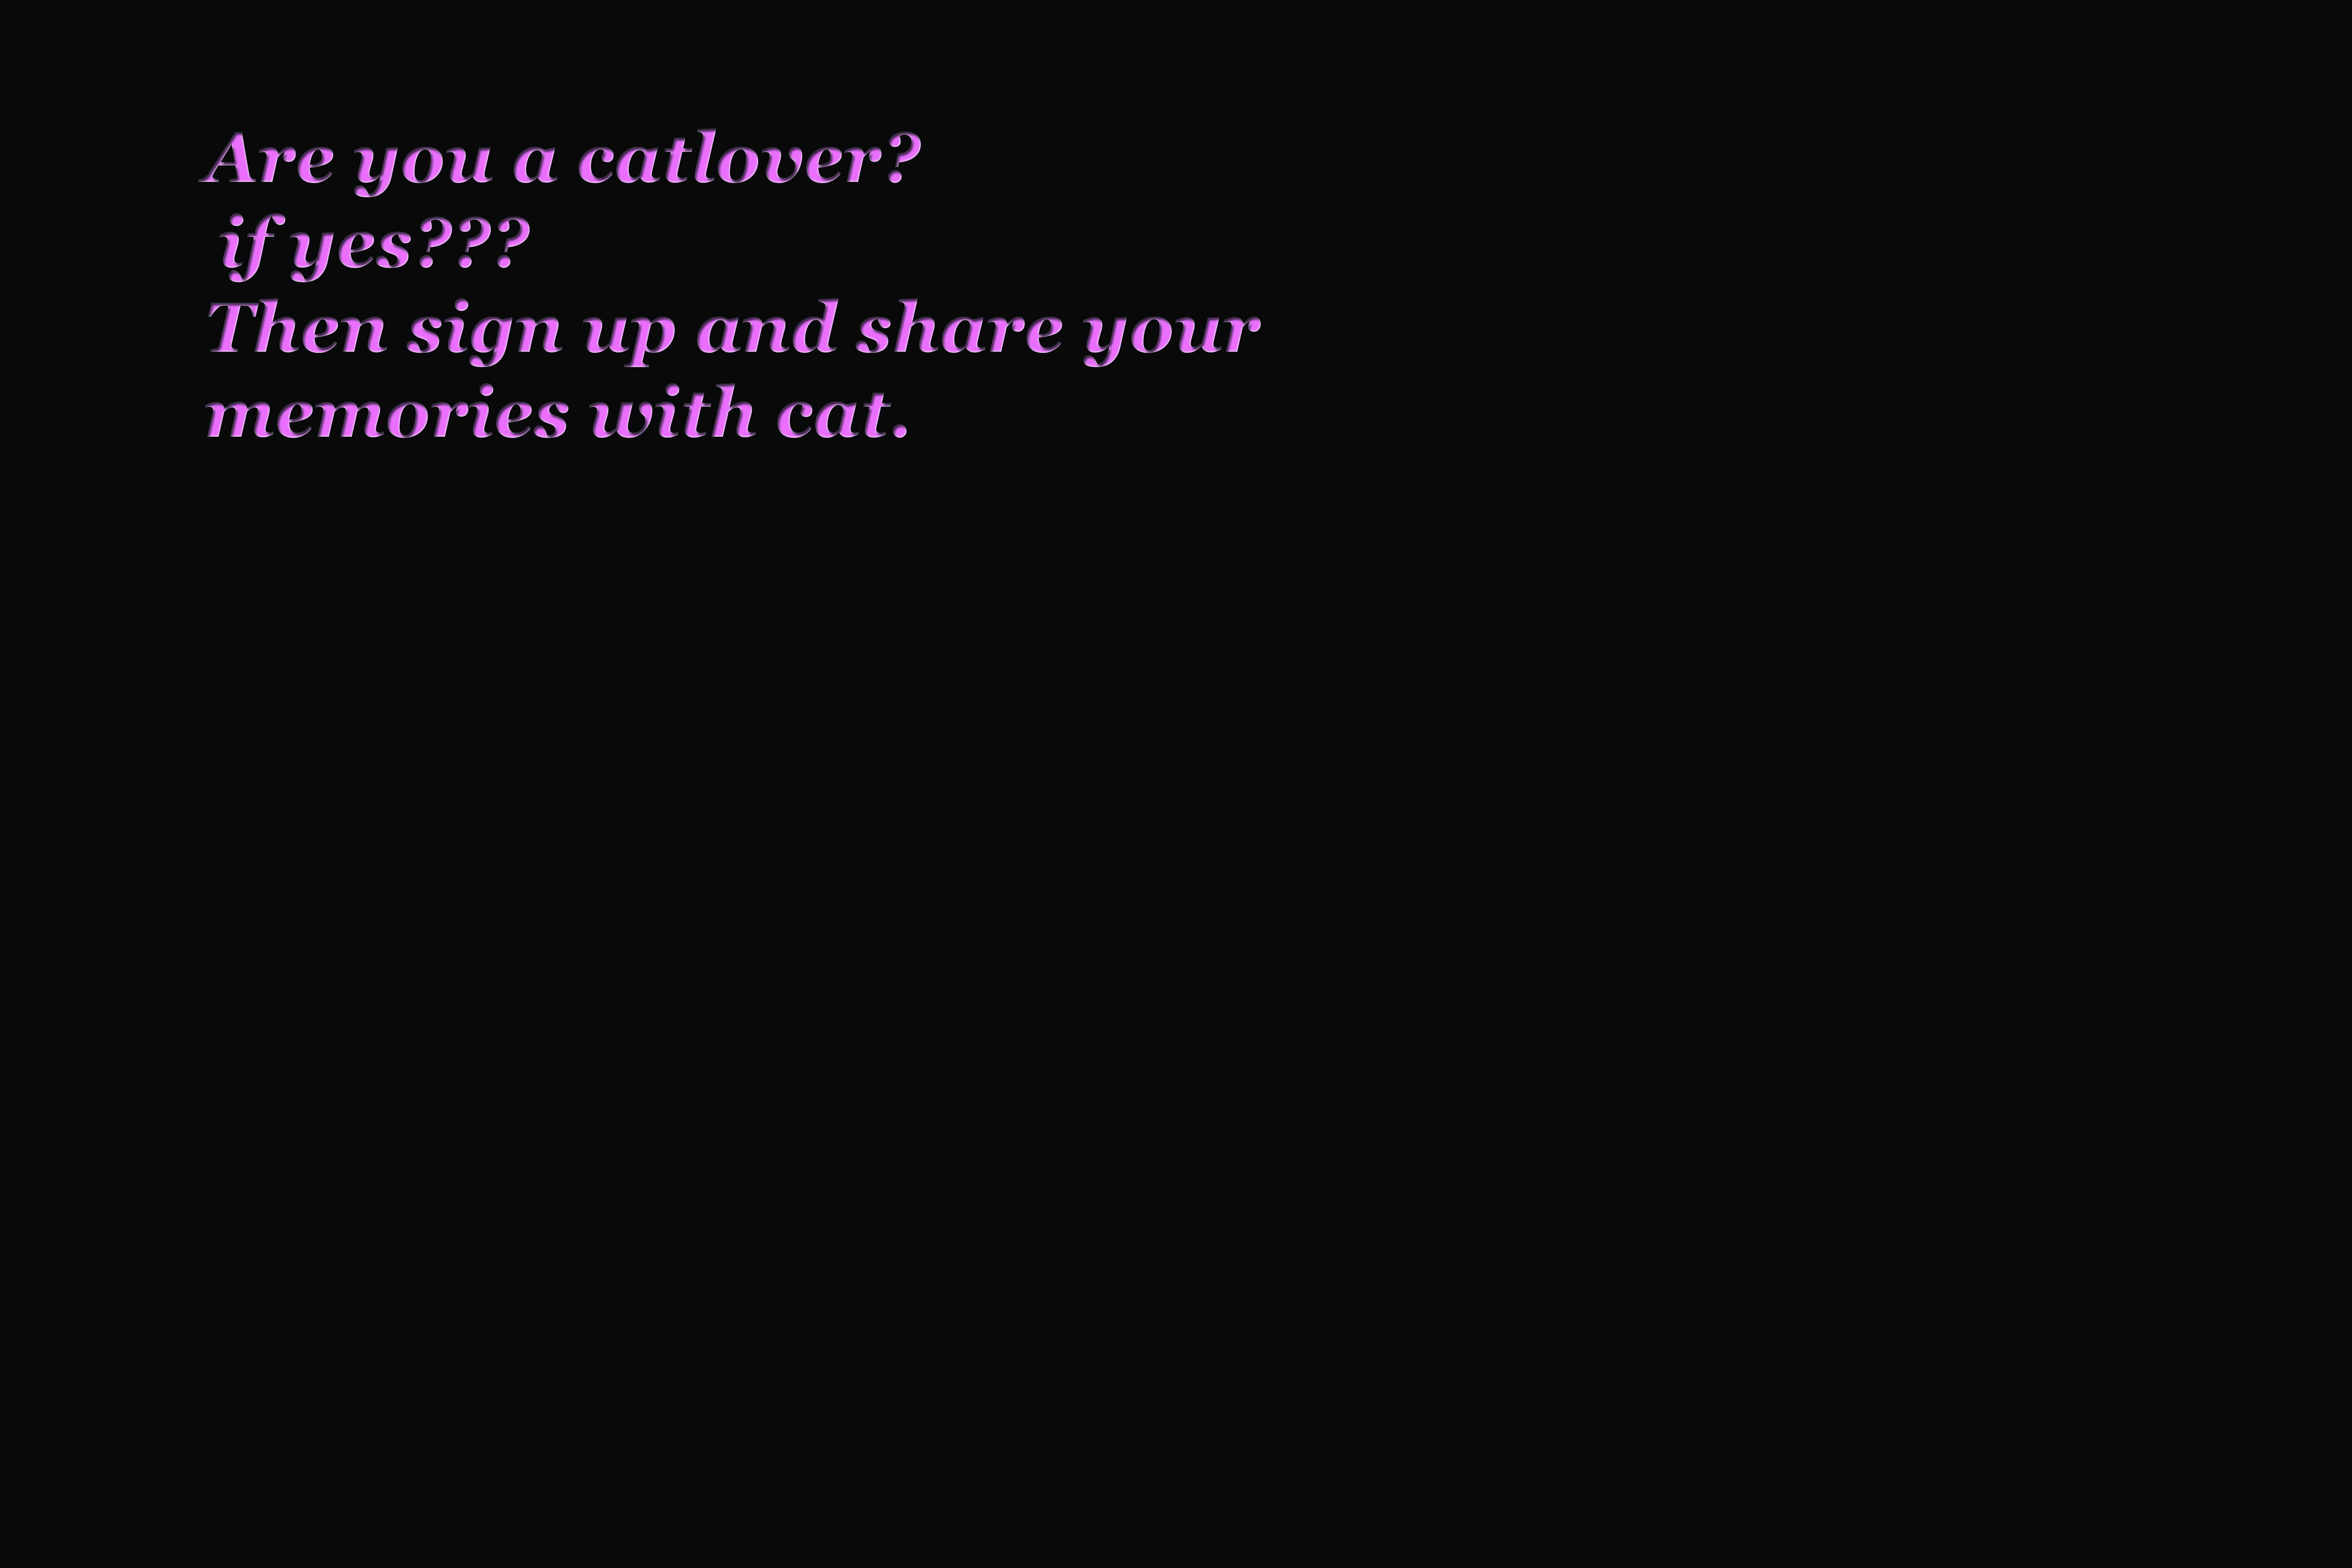 Are you a catlover?
if yes???
Then sign up and share your
memories with cat.